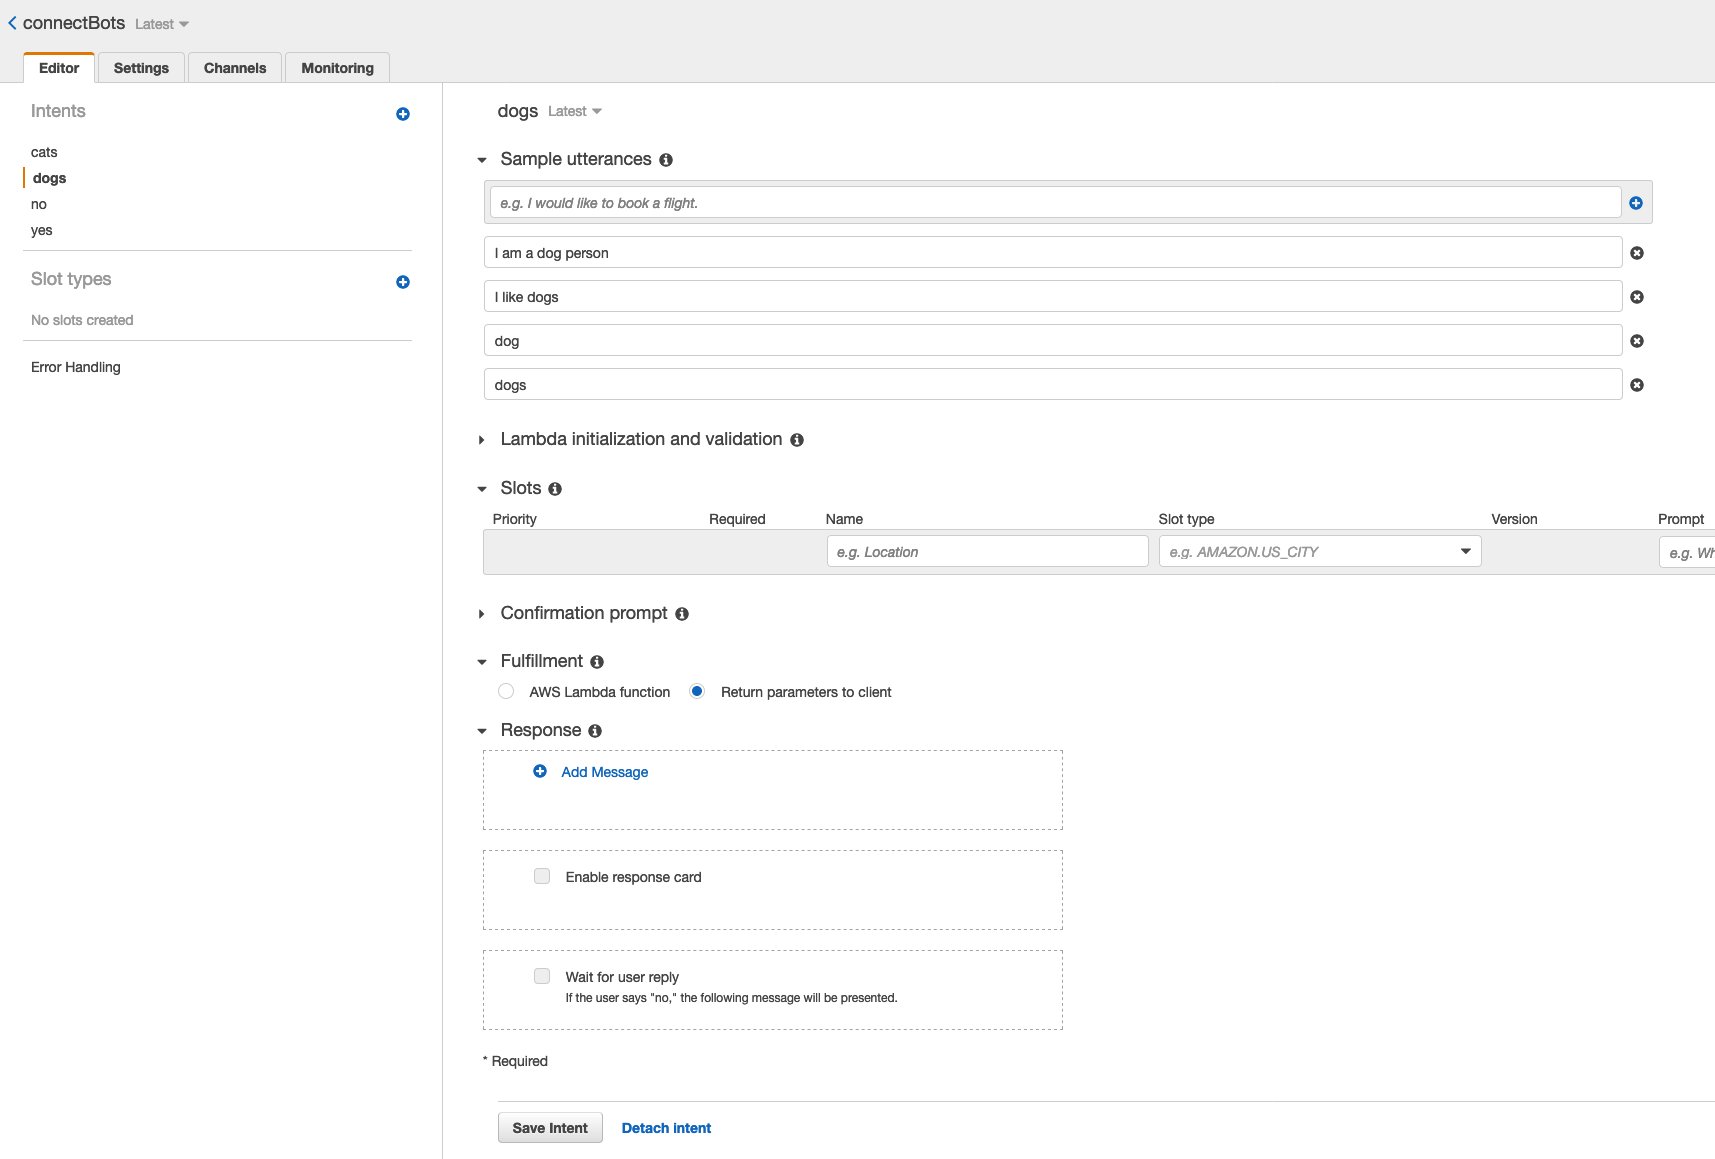 connectBots Latest
Editor Settings Channels Monitoring
Intents
cats
dogs
no
yes
Slot types
No slots created
Error Handling
dogs Latest
Sample utterances
e.g. I would like to book a flight.
I am a dog person
I like dogs
dog
dogs
Lambda initialization and validation
Slots
Priority Required Name Slot type Version Prompt
e.g. Location e.g. AMAZON.US_CITY e.g. Wh
Confirmation prompt
Fulfillment
AWS Lambda function Return parameters to client
Response
Add Message
Enable response card
Wait for user reply
If the user says "no," the following message will be presented.
* Required
Save Intent Detach intent